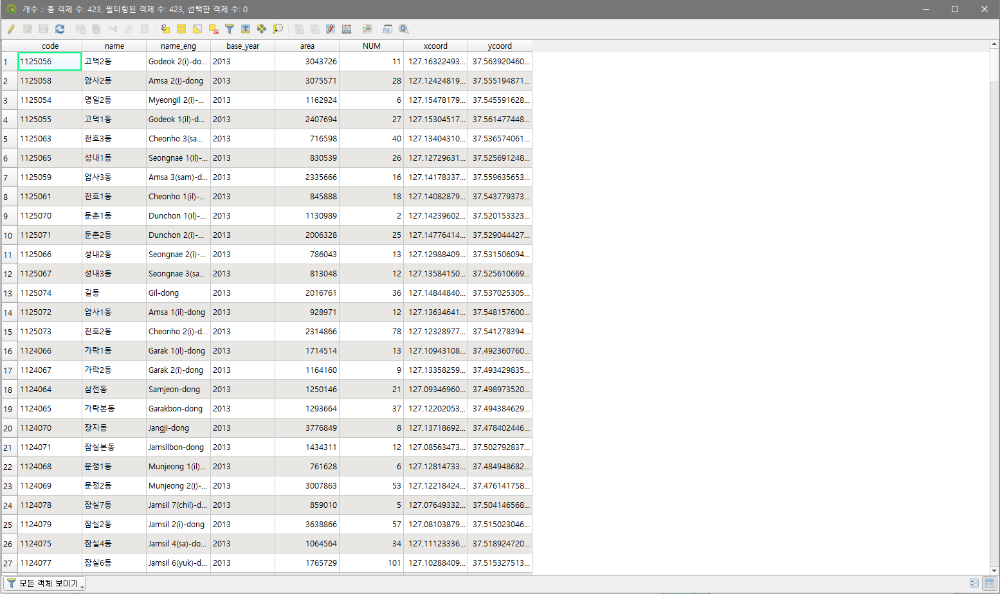 개수 :: 총 객체 수: 423, 필터링된 객체 수: 423, 선택한 객체 수: 0
code name name_eng base_year area NUM xcoord ycoord
1 1125056 고덕2동 Godeok 2(i)-do... 2013 3043726 11 127.16322493... 37.563920460...
2 1125058 암사2동 Amsa 2(i)-dong 2013 3075571 28 127.12424819... 37.555194871...
3 1125054 명일2동 Myeongil 2(i)-... 2013 1162924 6 127.15478179... 37.545591628...
4 1125055 고덕1동 Godeok 1(il)-d... 2013 2407694 27 127.15304517... 37.561477448...
5 1125063 천호3동 Cheonho 3(sa... 2013 716598 40 127.13404310... 37.536574061...
6 1125065 성내1동 Seongnae 1(il)-... 2013 830539 26 127.12729631... 37.525691248...
7 1125059 암사3동 Amsa 3(sam)-d... 2013 2335666 16 127.14178337... 37.559635653...
8 1125061 천호1동 Cheonho 1(il)-... 2013 845888 18 127.14082879... 37.543779373...
9 1125070 둔촌1동 Dunchon 1(il)-... 2013 1130989 2 127.14239602... 37.520153323...
10 1125071 둔촌2동 Dunchon 2(i)-... 2013 2006328 25 127.14776414... 37.529044427...
11 1125066 성내2동 Seongnae 2(i)-... 2013 786043 13 127.12988409... 37.531506094...
12 1125067 성내3동 Seongnae 3(sa... 2013 813048 12 127.13584150... 37.525610669...
13 1125074 길동 Gil-dong 2013 2016761 36 127.14844840... 37.537025305...
14 1125072 암사1동 Amsa 1(il)-dong 2013 928971 12 127.13634641... 37.548157600...
15 1125073 천호2동 Cheonho 2(i)-d... 2013 2314866 78 127.12328977... 37.541278394...
16 1124066 가락1동 Garak 1(il)-dong 2013 1714514 13 127.10943108... 37.492360760...
17 1124067 가락2동 Garak 2(i)-dong 2013 1164160 9 127.13358259... 37.493429835...
18 1124064 삼전동 Samjeon-dong 2013 1250146 21 127.09346960... 37.498973520...
19 1124065 가락본동 Garakbon-dong 2013 1293664 37 127.12202053... 37.494384629...
20 1124070 장지동 Jangji-dong 2013 3776849 8 127.13718692... 37.478402446...
21 1124071 잠실본동 Jamsilbon-dong 2013 1434311 12 127.08563473... 37.502792837...
22 1124068 문정1동 Munjeong 1(il)... 2013 761628 6 127.12814733... 37.484948682...
23 1124069 문정2동 Munjeong 2(i)-... 2013 3007863 53 127.12218424... 37.476141758...
24 1124078 잠실7동 Jamsil 7(chil)-d... 2013 859010 5 127.07649332... 37.504146568...
25 1124079 잠실2동 Jamsil 2(i)-dong 2013 3638866 57 127.08103879... 37.515023046...
26 1124075 잠실4동 Jamsil 4(sa)-do... 2013 1064564 34 127.11123336... 37.518924720...
27 1124077 잠실6동 Jamsil 6(yuk)-d... 2013 1765729 101 127.10288409... 37.515327513...
모든 객체 보이기